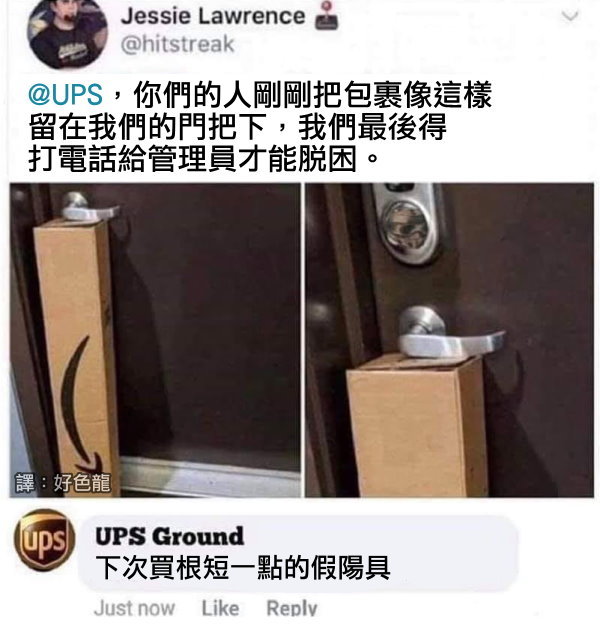 Jessie Lawrence
@hitstreak
@UPS，你們的人剛剛把包裹像這樣
留在我們的門把下，我們最後得
打電話給管理員才能脫困。
譯：好色龍
ups
UPS Ground
下次買根短一點的假陽具
Just now Like Reply